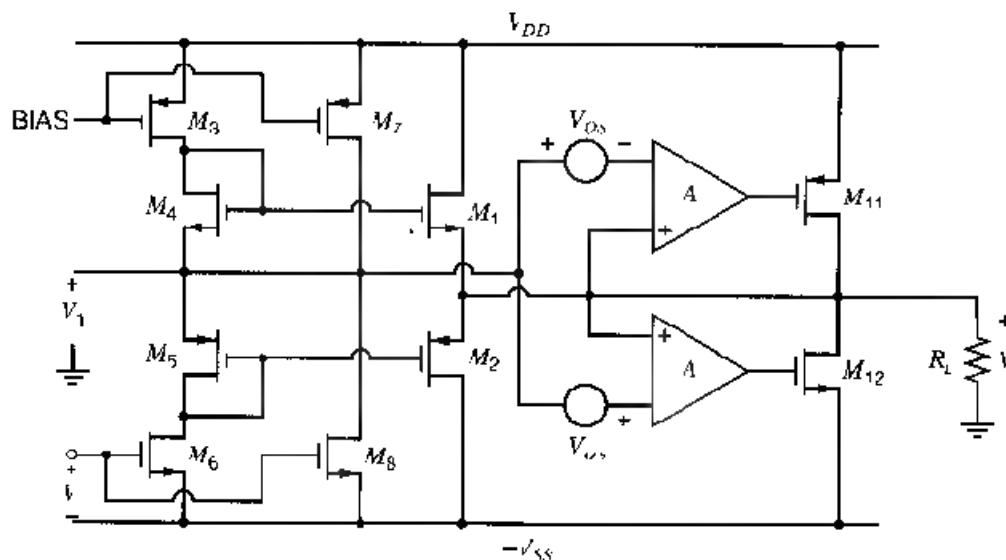 V_DD
BIAS
M_3
M_7
+ V_OS −
M_4
M_1
A
+
M_11
+
V_1
M_5
M_2
+
A
M_12
R_L
+
V
+
V_OS
M_6
M_8
+
V
−
−V_SS